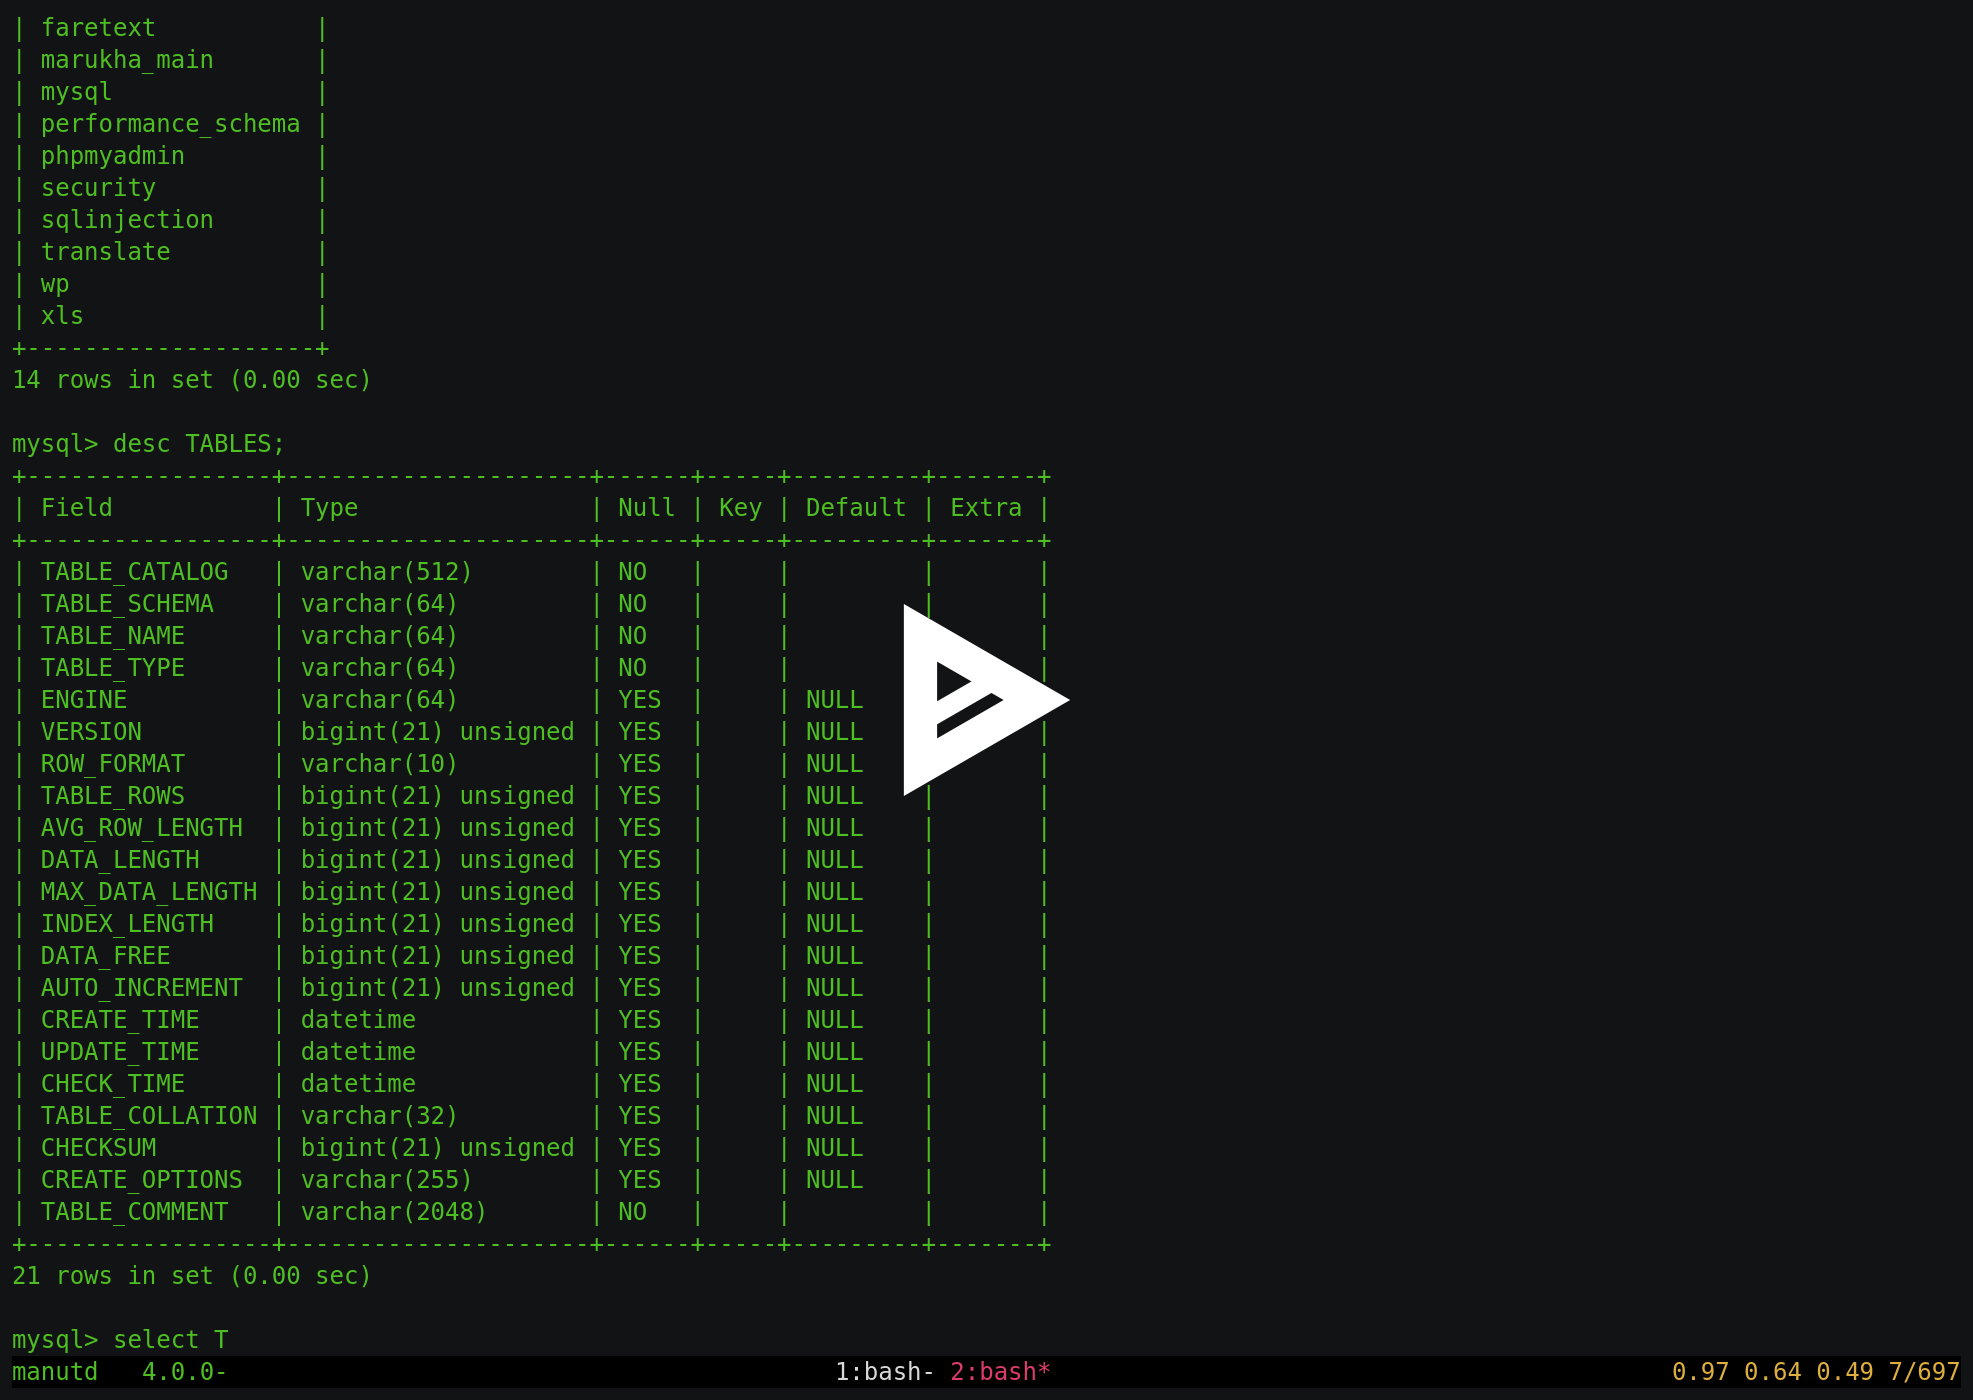 | faretext           |
| marukha_main       |
| mysql              |
| performance_schema |
| phpmyadmin         |
| security           |
| sqlinjection       |
| translate          |
| wp                 |
| xls                |
+--------------------+
14 rows in set (0.00 sec)

mysql> desc TABLES;
+-----------------+---------------------+------+-----+---------+-------+
| Field           | Type                | Null | Key | Default | Extra |
+-----------------+---------------------+------+-----+---------+-------+
| TABLE_CATALOG   | varchar(512)        | NO   |     |         |       |
| TABLE_SCHEMA    | varchar(64)         | NO   |     |         |       |
| TABLE_NAME      | varchar(64)         | NO   |     |                 |
| TABLE_TYPE      | varchar(64)         | NO   |     |                 |
| ENGINE          | varchar(64)         | YES  |     | NULL
| VERSION         | bigint(21) unsigned | YES  |     | NULL            |
| ROW_FORMAT      | varchar(10)         | YES  |     | NULL            |
| TABLE_ROWS      | bigint(21) unsigned | YES  |     | NULL    |       |
| AVG_ROW_LENGTH  | bigint(21) unsigned | YES  |     | NULL    |       |
| DATA_LENGTH     | bigint(21) unsigned | YES  |     | NULL    |       |
| MAX_DATA_LENGTH | bigint(21) unsigned | YES  |     | NULL    |       |
| INDEX_LENGTH    | bigint(21) unsigned | YES  |     | NULL    |       |
| DATA_FREE       | bigint(21) unsigned | YES  |     | NULL    |       |
| AUTO_INCREMENT  | bigint(21) unsigned | YES  |     | NULL    |       |
| CREATE_TIME     | datetime            | YES  |     | NULL    |       |
| UPDATE_TIME     | datetime            | YES  |     | NULL    |       |
| CHECK_TIME      | datetime            | YES  |     | NULL    |       |
| TABLE_COLLATION | varchar(32)         | YES  |     | NULL    |       |
| CHECKSUM        | bigint(21) unsigned | YES  |     | NULL    |       |
| CREATE_OPTIONS  | varchar(255)        | YES  |     | NULL    |       |
| TABLE_COMMENT   | varchar(2048)       | NO   |     |         |       |
+-----------------+---------------------+------+-----+---------+-------+
21 rows in set (0.00 sec)

mysql> select T
manutd   4.0.0-   1:bash- 2:bash*   0.97 0.64 0.49 7/697